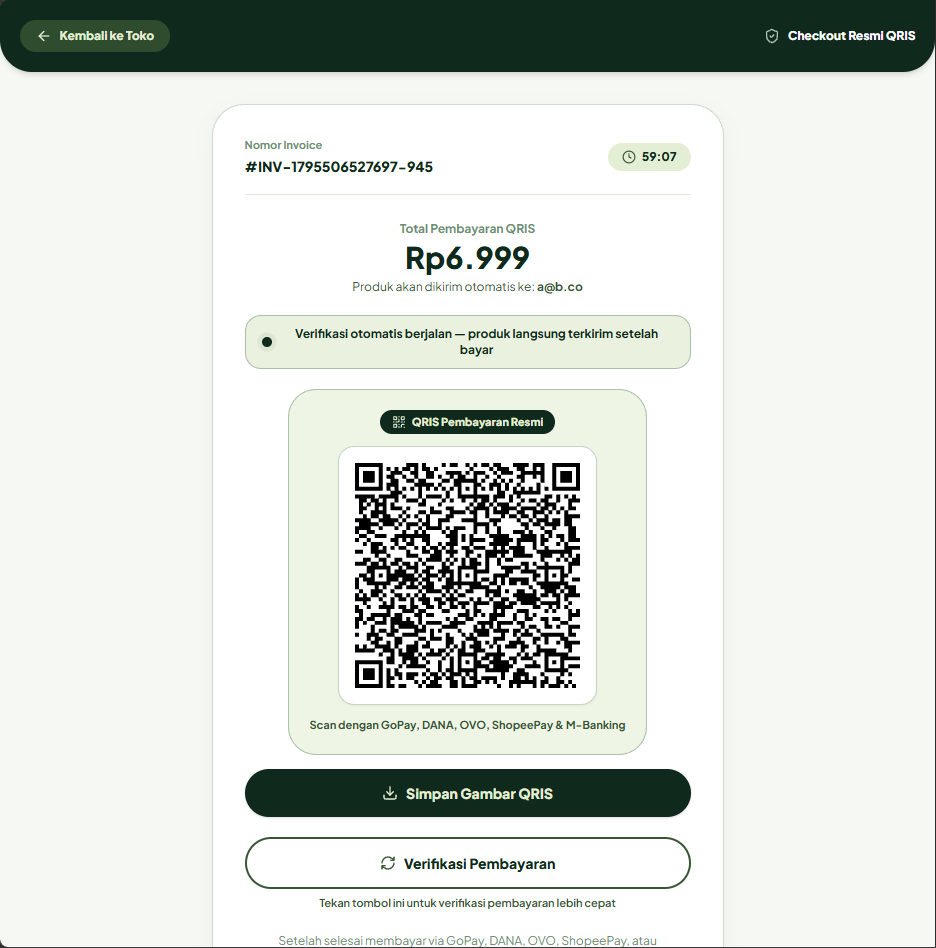 Kembali ke Toko
Checkout Resmi QRIS
Nomor Invoice
#INV-1795506527697-945
59:07
Total Pembayaran QRIS
Rp6.999
Produk akan dikirim otomatis ke: a@b.co
Verifikasi otomatis berjalan — produk langsung terkirim setelah
bayar
QRIS Pembayaran Resmi
Scan dengan GoPay, DANA, OVO, ShopeePay & M-Banking
Simpan Gambar QRIS
Verifikasi Pembayaran
Tekan tombol ini untuk verifikasi pembayaran lebih cepat
Setelah selesai membayar via GoPay, DANA, OVO, ShopeePay, atau